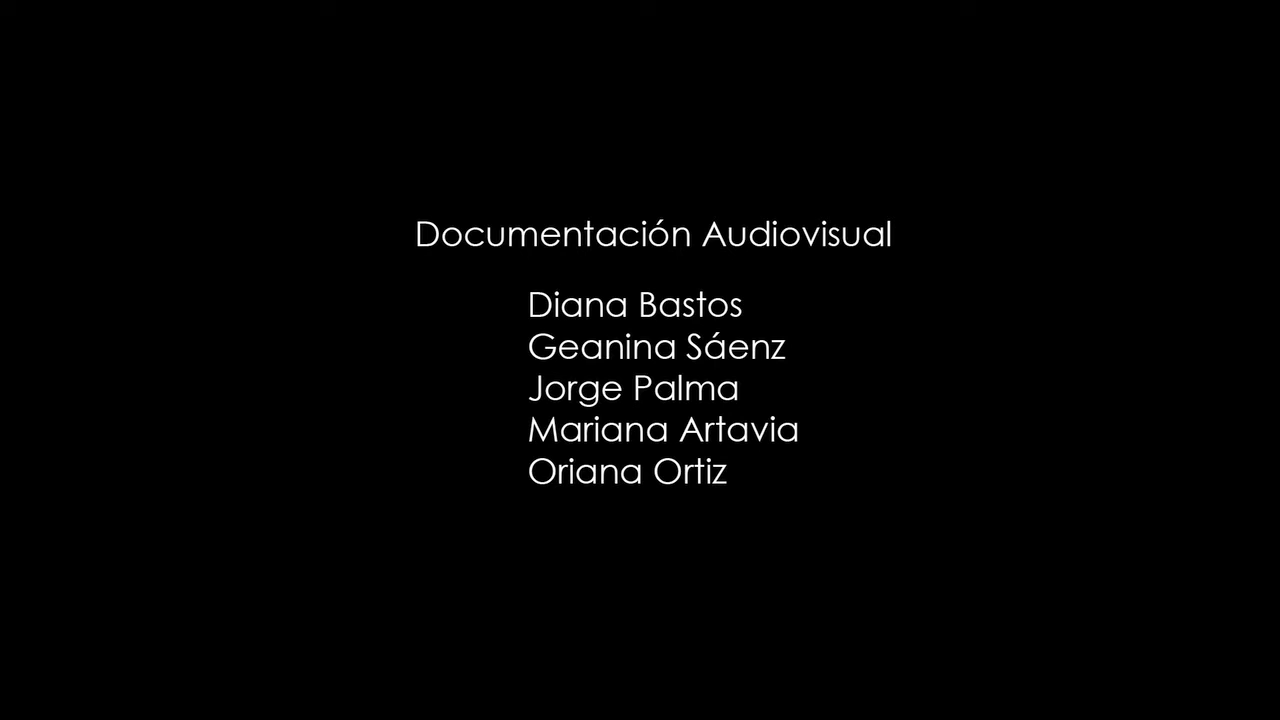 Documentación Audiovisual
Diana Bastos
Geanina Sáenz
Jorge Palma
Mariana Artavia
Oriana Ortiz